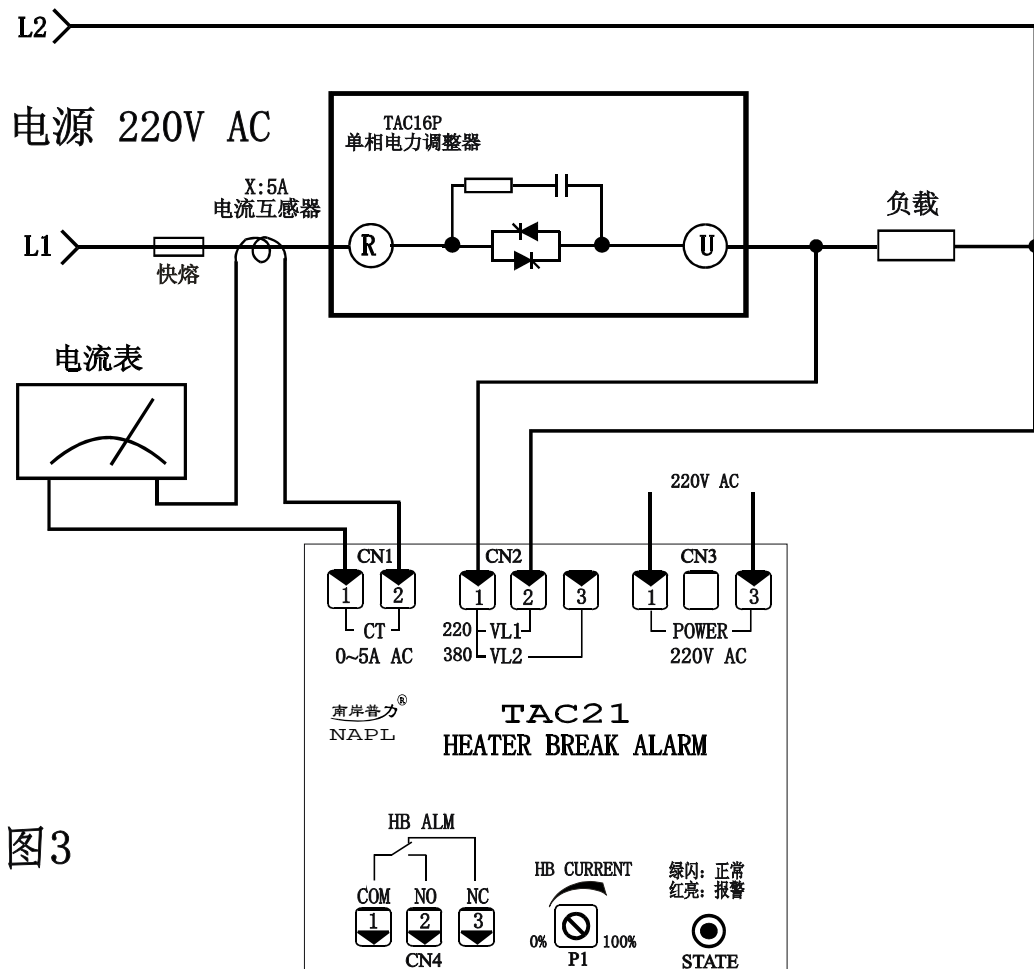 L2
电源 220V AC
TAC16P
单相电力调整器
X:5A
电流互感器
负载
L1
R
U
快熔
电流表
220V AC
CN1
CN2
CN3
1
2
1
2
3
1
3
CT
220
VL1
POWER
0~5A AC
380
VL2
220V AC
南岸普力®
NAPL
TAC21
HEATER BREAK ALARM
HB ALM
图3
HB CURRENT
绿闪: 正常
红亮: 报警
COM
NO
NC
1
2
3
0%
100%
CN4
P1
STATE